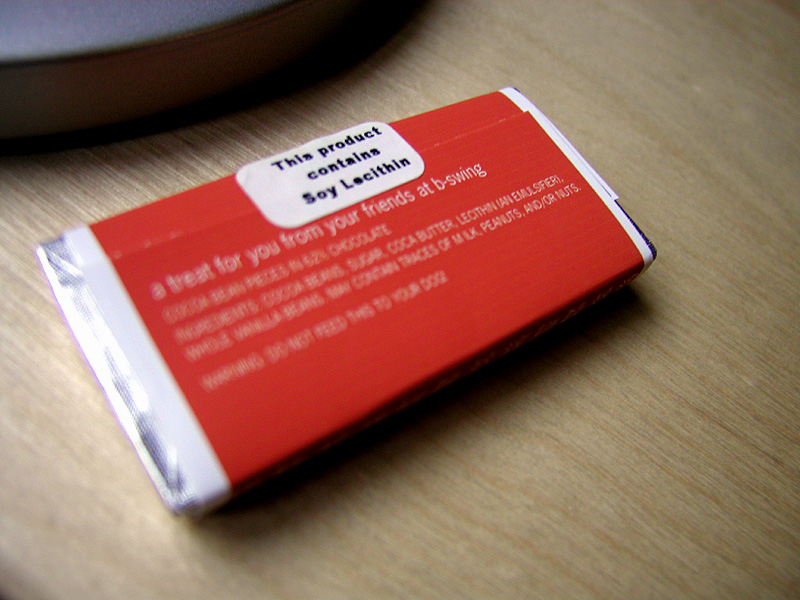 This product
contains
Soy Lecithin
a treat for you from your friends at b-swing
COCOA BEAN PIECES IN 62% CHOCOLATE
INGREDIENTS: COCOA BEANS, SUGAR, COCA BUTTER, LECITHIN (AN EMULSIFIER),
WHOLE VANILLA BEANS. MAY CONTAIN TRACES OF MILK, PEANUTS, AND/OR NUTS.
WARNING: DO NOT FEED THIS TO YOUR DOG!